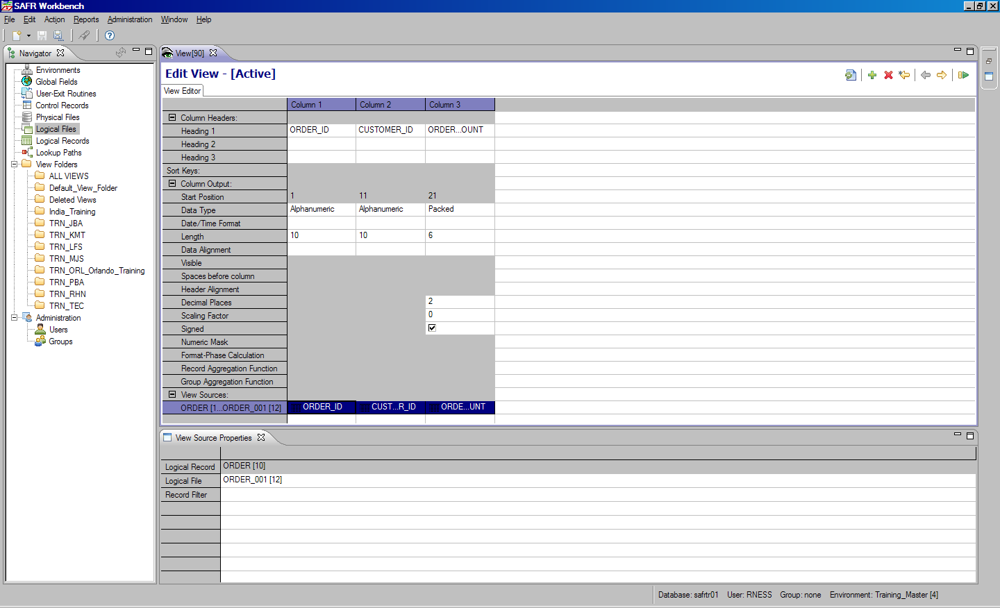 SAFR Workbench
File Edit Action Reports Administration Window Help
Navigator
Environments
Global Fields
User-Exit Routines
Control Records
Physical Files
Logical Files
Logical Records
Lookup Paths
View Folders
ALL VIEWS
Default_View_Folder
Deleted Views
India_Training
TRN_JBA
TRN_KMT
TRN_LFS
TRN_MJS
TRN_ORL_Orlando_Training
TRN_PBA
TRN_RHN
TRN_TEC
Administration
Users
Groups
View[90]
Edit View - [Active]
View Editor
Column 1 Column 2 Column 3
Column Headers:
Heading 1 ORDER_ID CUSTOMER_ID ORDER...OUNT
Heading 2
Heading 3
Sort Keys:
Column Output:
Start Position 1 11 21
Data Type Alphanumeric Alphanumeric Packed
Date/Time Format
Length 10 10 6
Data Alignment
Visible
Spaces before column
Header Alignment
Decimal Places 2
Scaling Factor 0
Signed
Numeric Mask
Format-Phase Calculation
Record Aggregation Function
Group Aggregation Function
View Sources:
ORDER [1...ORDER_001 [12] ORDER_ID CUST...R_ID ORDE...UNT
View Source Properties
Logical Record ORDER [10]
Logical File ORDER_001 [12]
Record Filter
Database: safrtr01 User: RNESS Group: none Environment: Training_Master [4]